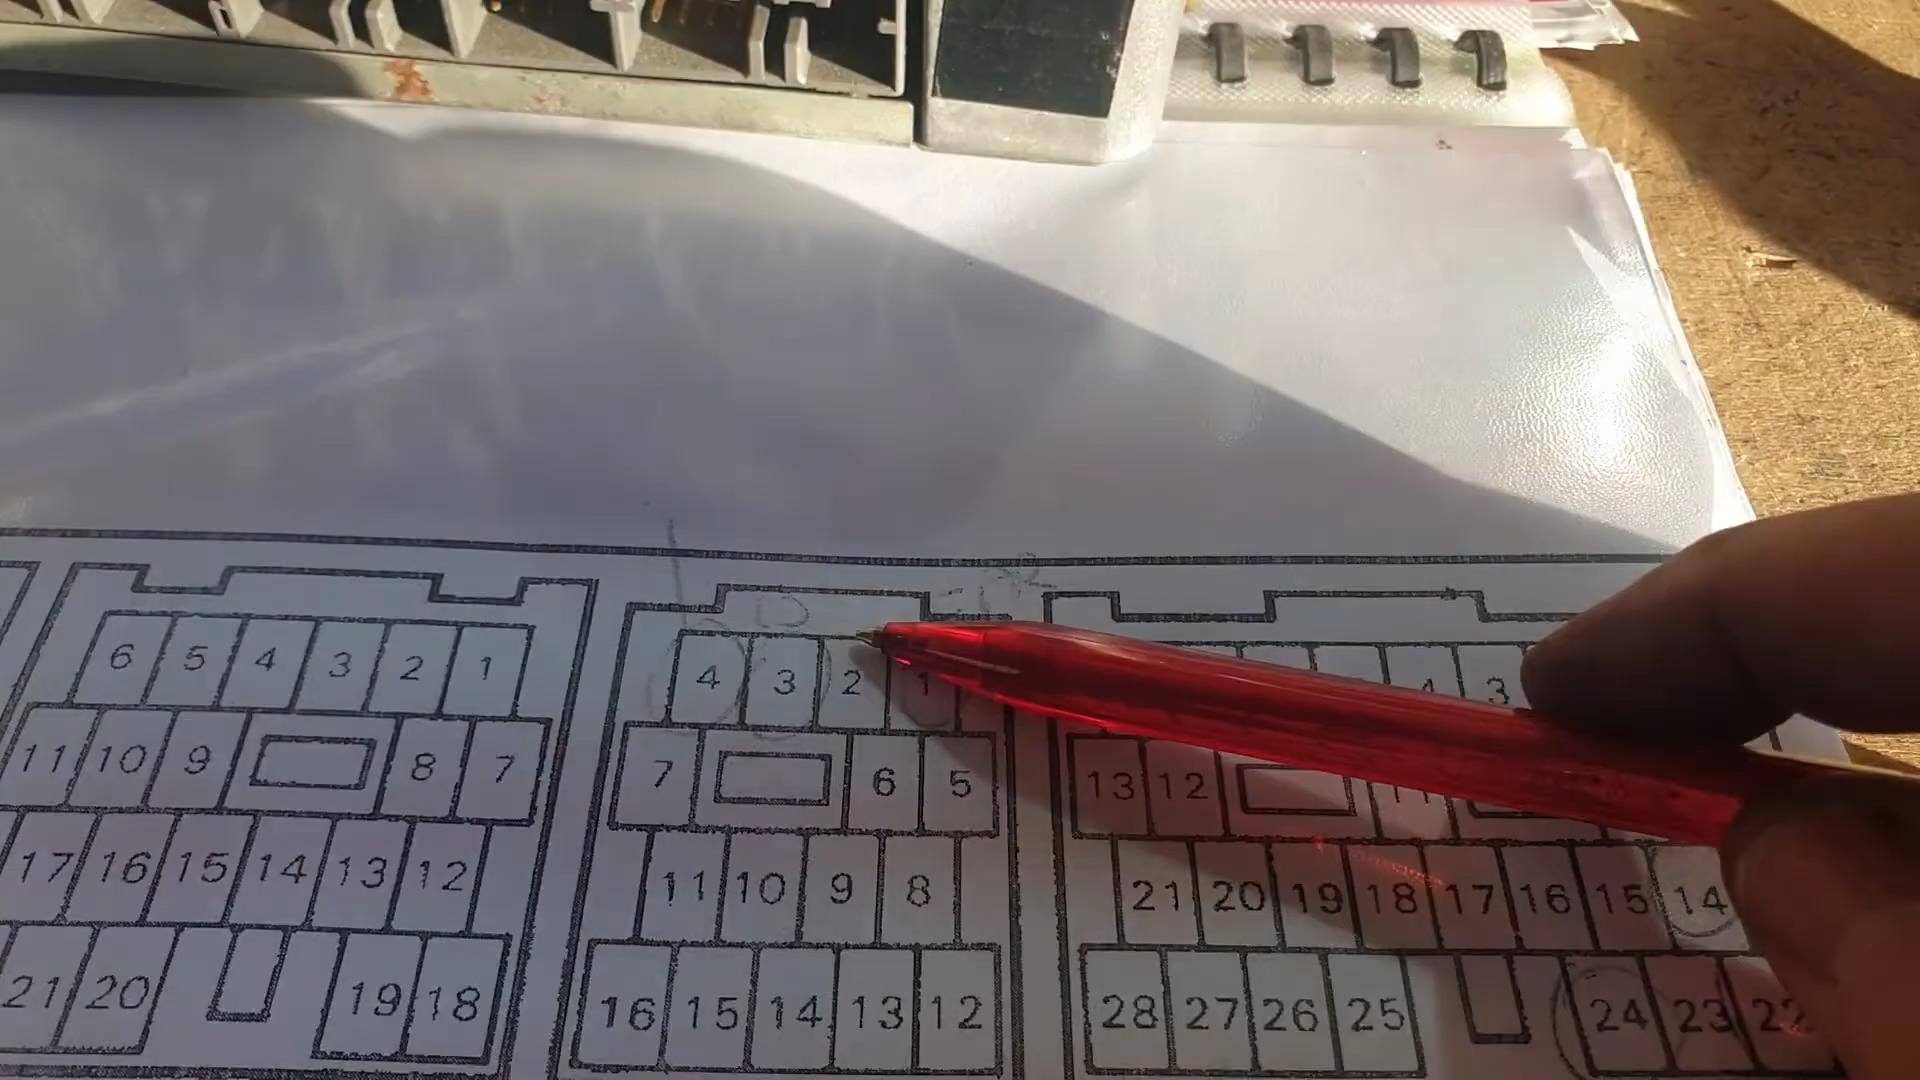 6 5 4 3 2 1
11 10 9 8 7
17 16 15 14 13 12
21 20 19 18
4 3 2 1
7 6 5
11 10 9 8
16 15 14 13 12
4 3
13 12 11
21 20 19 18 17 16 15 14
28 27 26 25 24 23 22